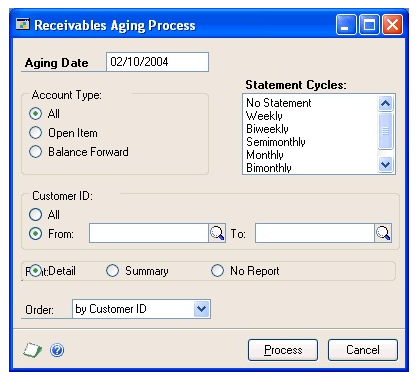 Receivables Aging Process
Aging Date 02/10/2004
Statement Cycles:
Account Type:
All
Open Item
Balance Forward
No Statement
Weekly
Biweekly
Semimonthly
Monthly
Bimonthly
Customer ID:
All
From: To:
Detail Summary No Report
Order: by Customer ID
Process Cancel